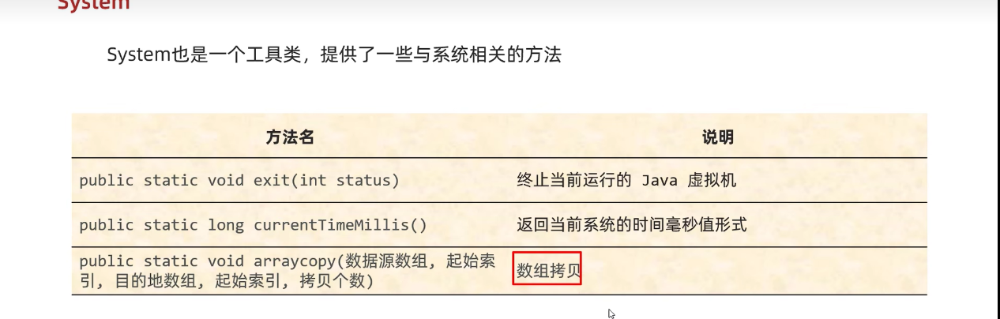 System
System也是一个工具类，提供了一些与系统相关的方法
方法名
说明
public static void exit(int status)
终止当前运行的 Java 虚拟机
public static long currentTimeMillis()
返回当前系统的时间毫秒值形式
public static void arraycopy(数据源数组, 起始索
引, 目的地数组, 起始索引, 拷贝个数)
数组拷贝